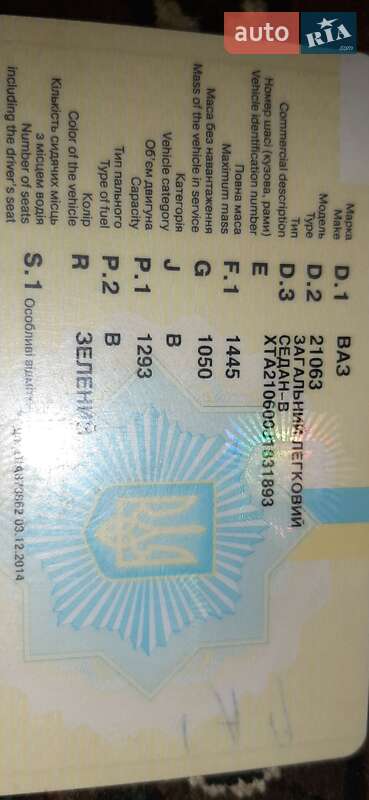 auto RIA.com
Марка D.1 ВАЗ
Make
Модель D.2 21063
Type
Тип D.3 ЗАГАЛЬНИЙ ЛЕГКОВИЙ
Commercial description СЕДАН-В
Номер шасі (кузова, рами) E
Vehicle identification number
Повна маса F.1 1445
Maximum mass
Маса без навантаження G 1050
Mass of the vehicle in service
Категорія J B
Vehicle category
Об'єм двигуна P.1 1293
Capacity
Тип пального P.2 B
Type of fuel
Колір R ЗЕЛЕНИЙ
Color of the vehicle
Кількість сидячих місць S.1
з місцем водія
Number of seats
including the driver's seat
Особливі відмітки
03.12.2014